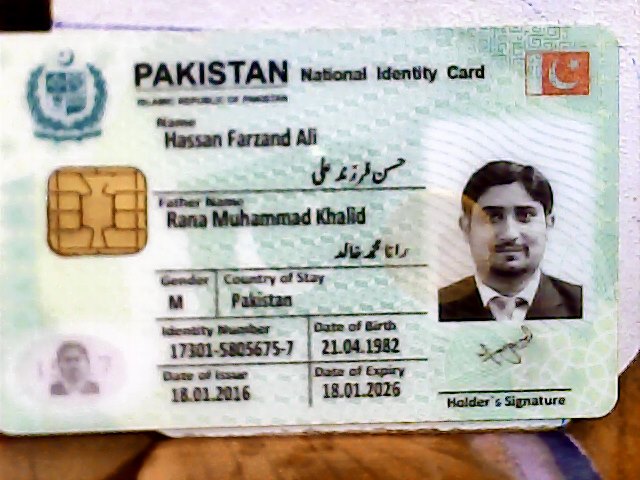 PAKISTAN National Identity Card
ISLAMIC REPUBLIC OF PAKISTAN
Name
Hassan Farzand Ali
حسن فرزند علی
Father Name
Rana Muhammad Khalid
رانا محمد خالد
Gender Country of Stay
M Pakistan
Identity Number Date of Birth
17301-5805675-7 21.04.1982
Date of Issue Date of Expiry
18.01.2016 18.01.2026
Holder's Signature